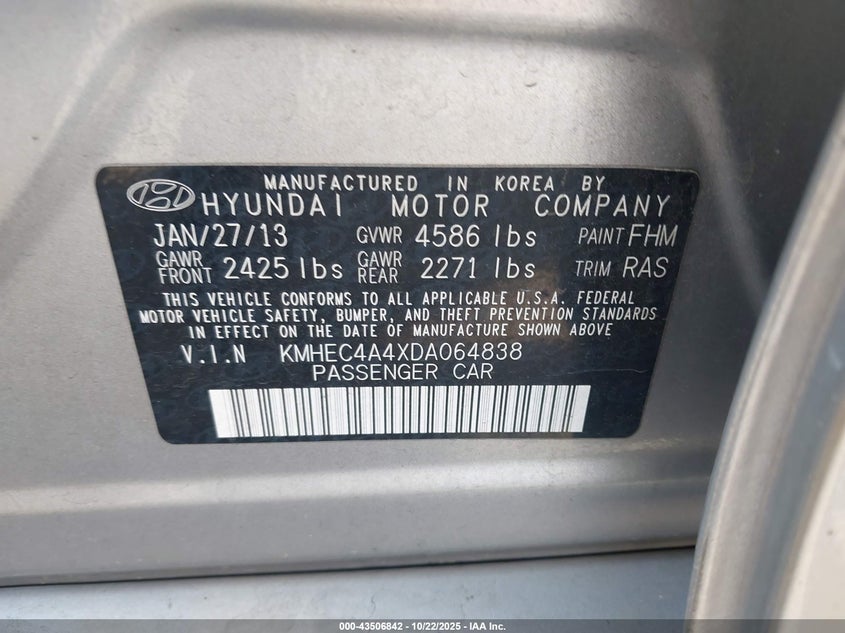 MANUFACTURED IN KOREA BY
HYUNDAI MOTOR COMPANY
JAN/27/13 GVWR 4586 lbs PAINT FHM
GAWR FRONT 2425 lbs GAWR REAR 2271 lbs TRIM RAS
THIS VEHICLE CONFORMS TO ALL APPLICABLE U.S.A. FEDERAL
MOTOR VEHICLE SAFETY, BUMPER, AND THEFT PREVENTION STANDARDS
IN EFFECT ON THE DATE OF MANUFACTURE SHOWN ABOVE
V.I.N KMHEC4A4XDA064838
PASSENGER CAR
000-43506842 - 10/22/2025 - IAA Inc.